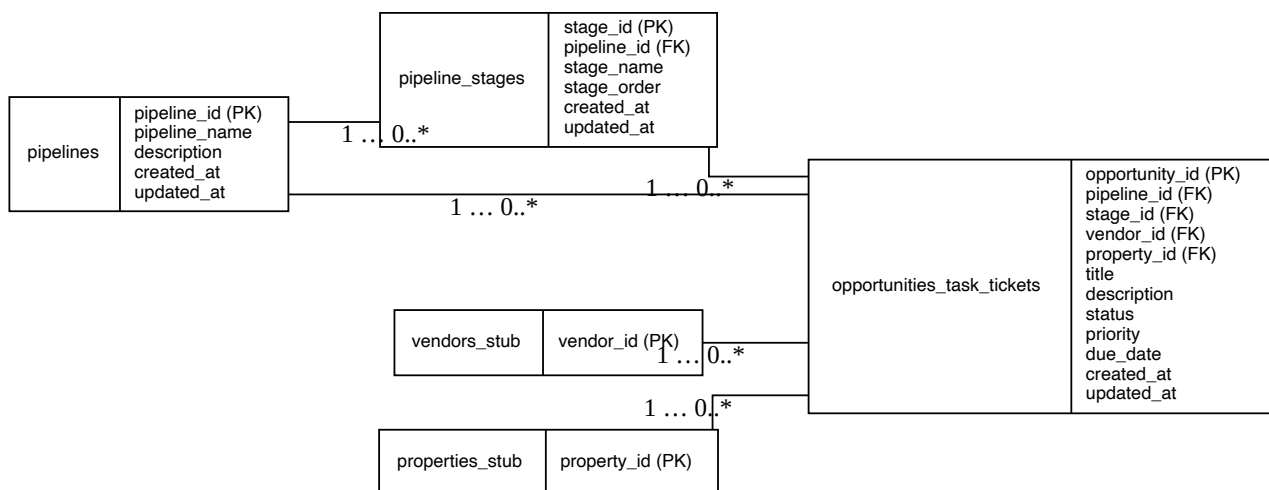 pipelines
pipeline_id (PK)
pipeline_name
description
created_at
updated_at
pipeline_stages
stage_id (PK)
pipeline_id (FK)
stage_name
stage_order
created_at
updated_at
1 ... 0..*
1 ... 0..*
1 ... 0..*
opportunities_task_tickets
opportunity_id (PK)
pipeline_id (FK)
stage_id (FK)
vendor_id (FK)
property_id (FK)
title
description
status
priority
due_date
created_at
updated_at
vendors_stub
vendor_id (PK)
1 ... 0..*
1 ... 0..*
properties_stub
property_id (PK)